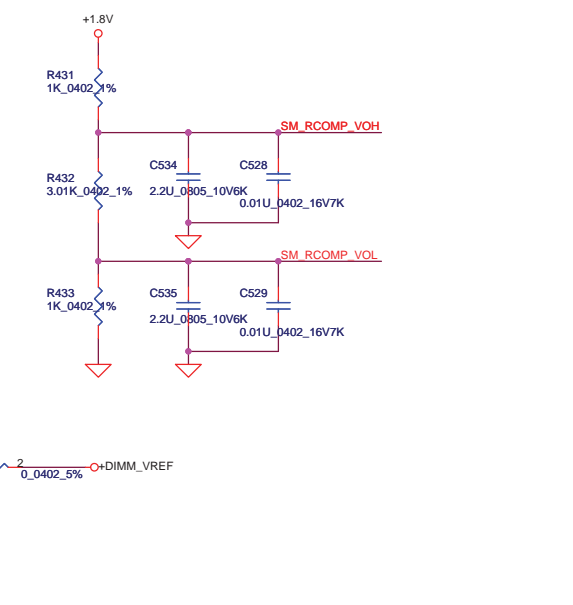 +1.8V
R431
1K_0402_1%
SM_RCOMP_VOH
C534
C528
R432
3.01K_0402_1%
2.2U_0805_10V6K
0.01U_0402_16V7K
SM_RCOMP_VOL
R433
1K_0402_1%
C535
C529
2.2U_0805_10V6K
0.01U_0402_16V7K
2
+DIMM_VREF
0_0402_5%